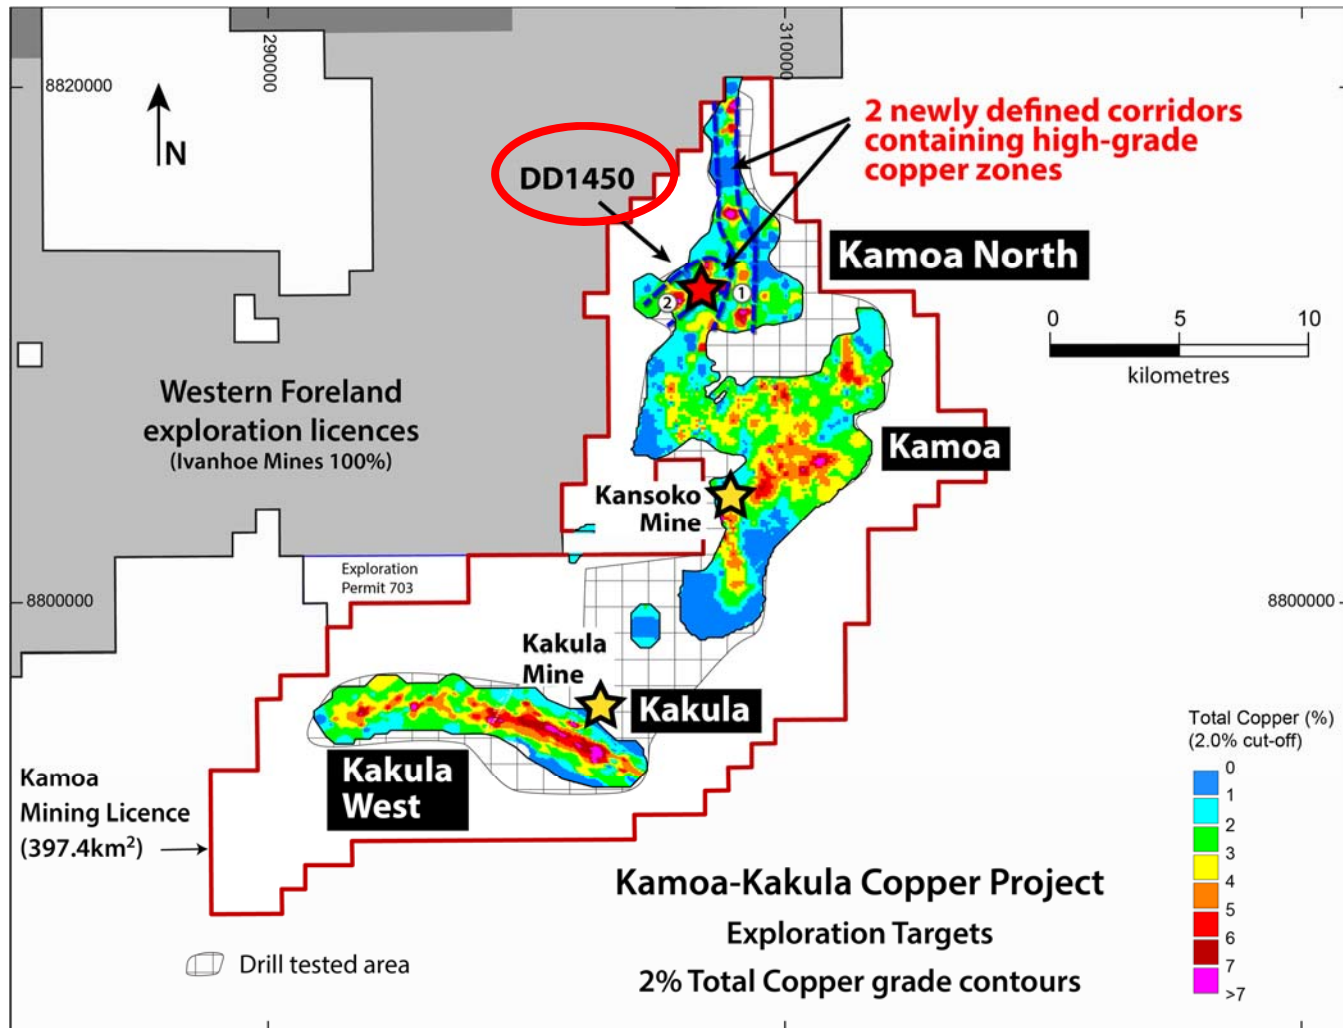 290000
310000
8820000
N
2 newly defined corridors
containing high-grade
copper zones
DD1450
Kamoa North
1
2
0
5
10
kilometres
Western Foreland
exploration licences
(Ivanhoe Mines 100%)
Kamoa
Kansoko
Mine
Exploration
Permit 703
8800000
8800000
Kakula
Mine
Kakula
Kakula
West
Kamoa
Mining Licence
(397.4km²)
Total Copper (%)
(2.0% cut-off)
0
1
2
3
4
5
6
7
>7
Kamoa-Kakula Copper Project
Exploration Targets
2% Total Copper grade contours
Drill tested area